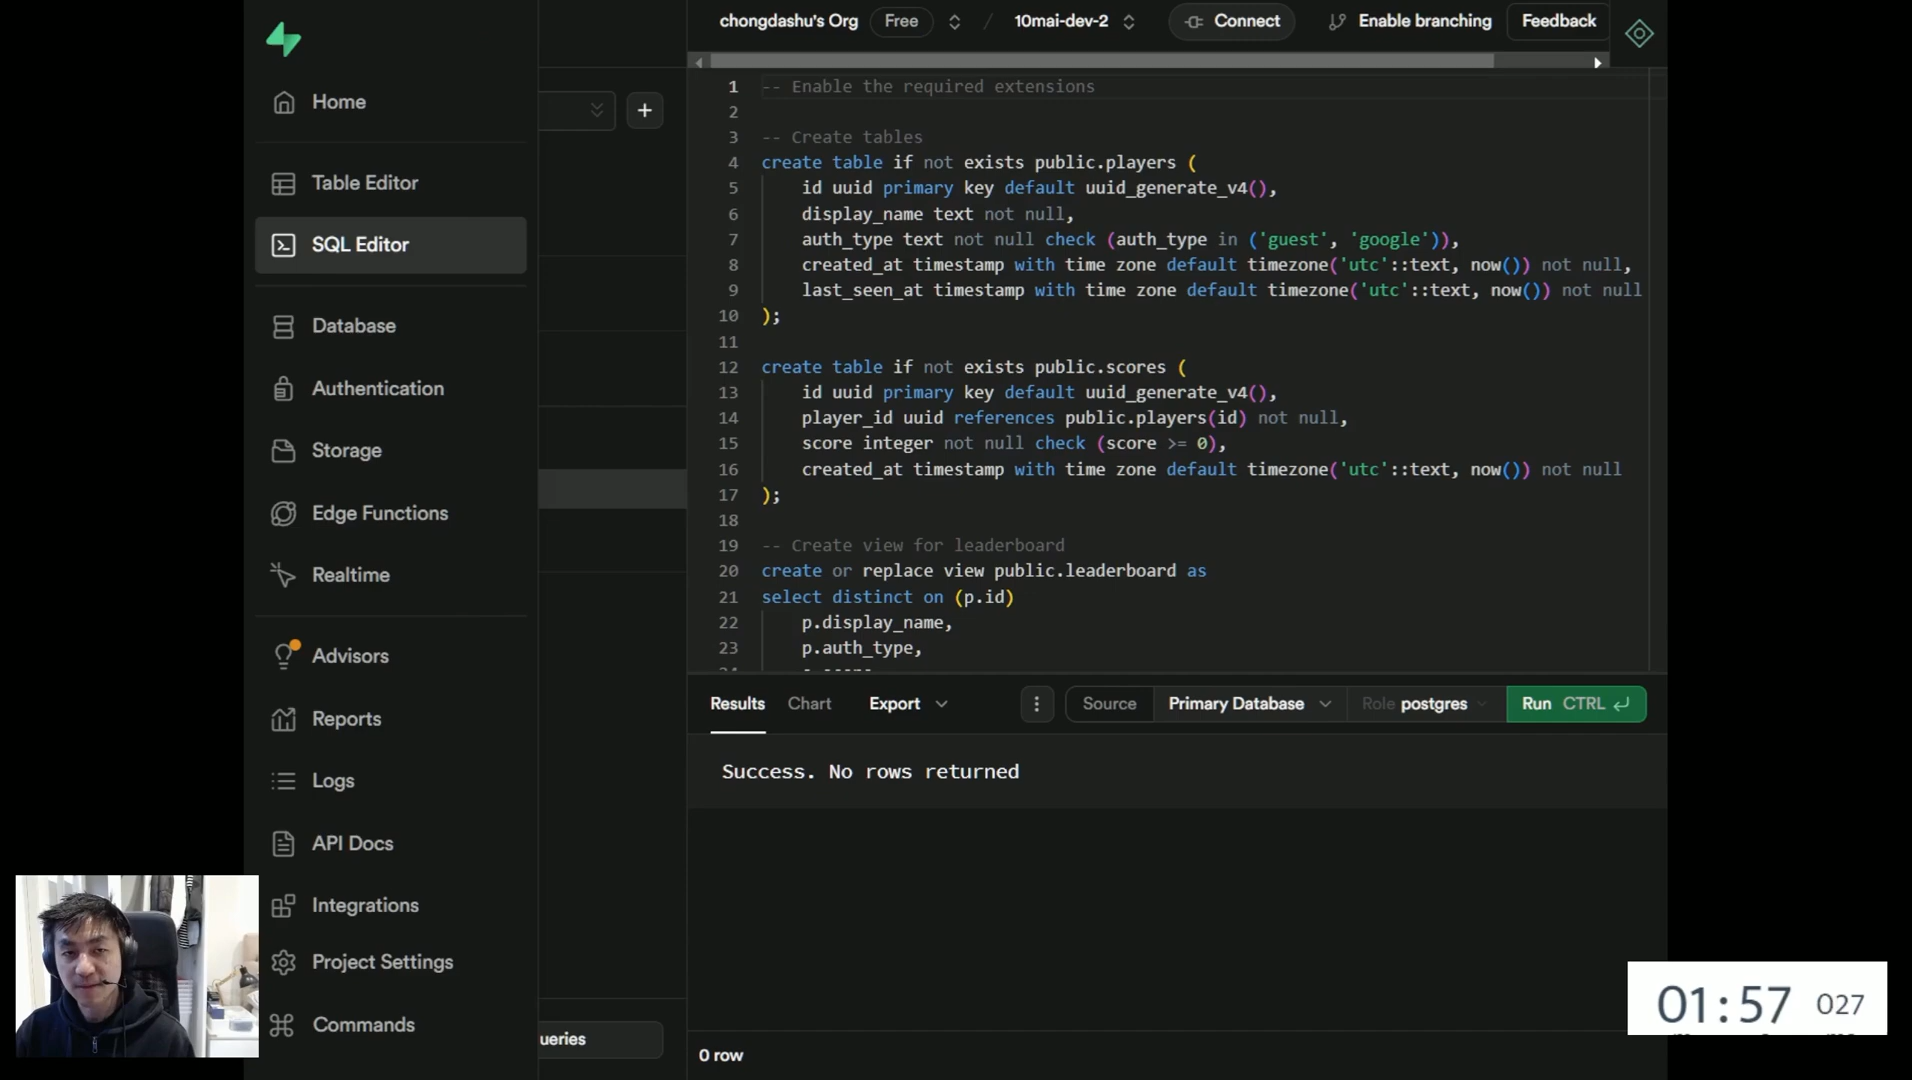 chongdashu's Org Free / 10mai-dev-2 Connect Enable branching Feedback
Home
Table Editor
SQL Editor
Database
Authentication
Storage
Edge Functions
Realtime
Advisors
Reports
Logs
API Docs
Integrations
Project Settings
Commands
ueries
1 -- Enable the required extensions
2
3 -- Create tables
4 create table if not exists public.players (
5 id uuid primary key default uuid_generate_v4(),
6 display_name text not null,
7 auth_type text not null check (auth_type in ('guest', 'google')),
8 created_at timestamp with time zone default timezone('utc'::text, now()) not null,
9 last_seen_at timestamp with time zone default timezone('utc'::text, now()) not null
10 );
11
12 create table if not exists public.scores (
13 id uuid primary key default uuid_generate_v4(),
14 player_id uuid references public.players(id) not null,
15 score integer not null check (score >= 0),
16 created_at timestamp with time zone default timezone('utc'::text, now()) not null
17 );
18
19 -- Create view for leaderboard
20 create or replace view public.leaderboard as
21 select distinct on (p.id)
22 p.display_name,
23 p.auth_type,
Results Chart Export Source Primary Database Role postgres Run CTRL
Success. No rows returned
0 row
01:57 027